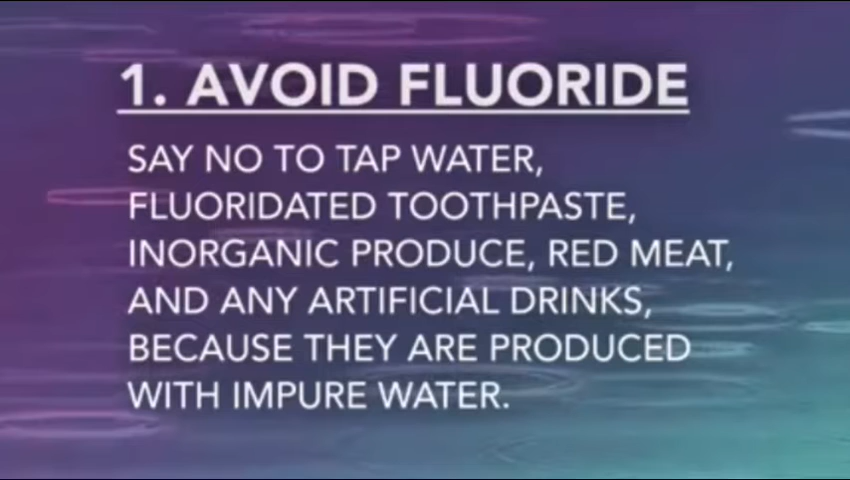 1. AVOID FLUORIDE
SAY NO TO TAP WATER,
FLUORIDATED TOOTHPASTE,
INORGANIC PRODUCE, RED MEAT,
AND ANY ARTIFICIAL DRINKS,
BECAUSE THEY ARE PRODUCED
WITH IMPURE WATER.